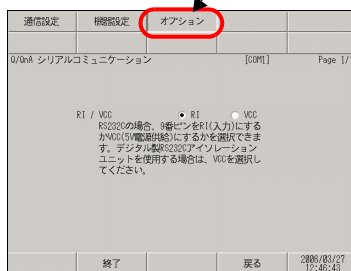 通信設定 機器設定 オプション
Q/QnA シリアルコミュニケーション [COM1] Page 1/1
RI / VCC RI VCC
RS232Cの場合、9番ピンをRI(入力)にする
かVCC(5V電源供給)にするかを選択できま
す。デジタル製RS232Cアイソレーション
ユニットを使用する場合は、VCCを選択し
てください。
終了 戻る 2006/03/27
12:46:43